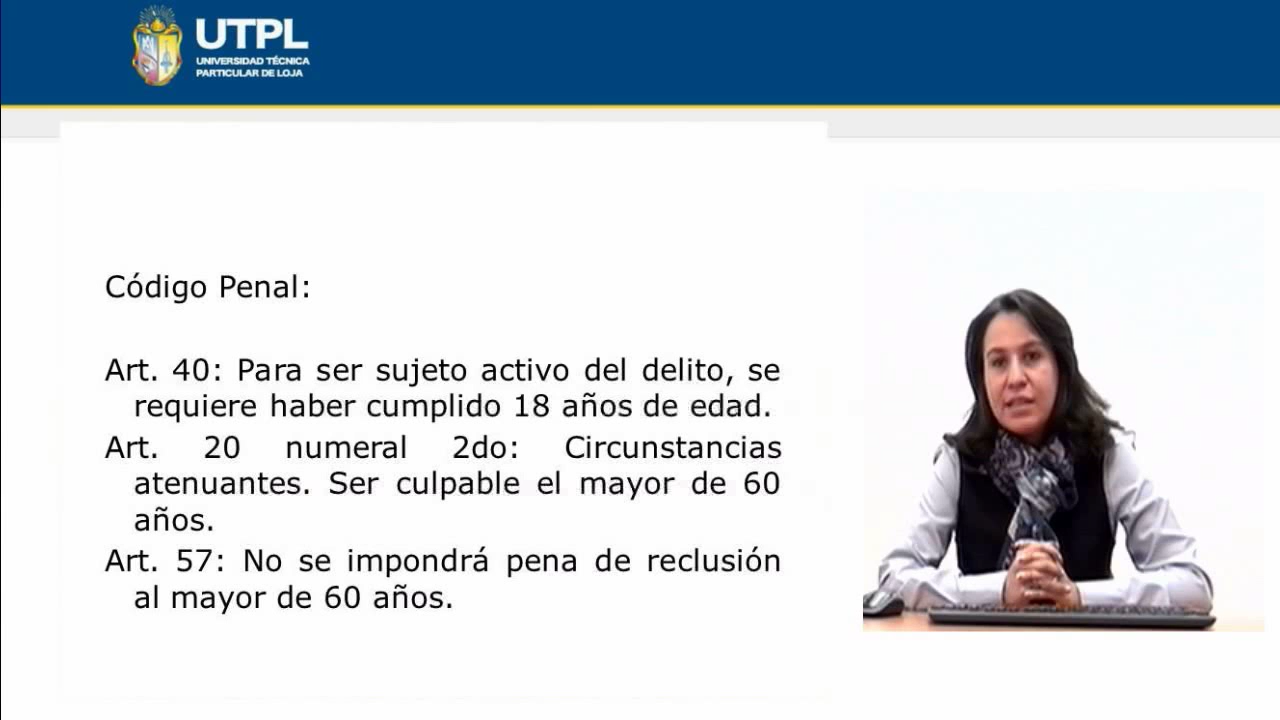 UTPL
UNIVERSIDAD TÉCNICA
PARTICULAR DE LOJA
Código Penal:
Art. 40: Para ser sujeto activo del delito, se
requiere haber cumplido 18 años de edad.
Art. 20 numeral 2do: Circunstancias
atenuantes. Ser culpable el mayor de 60
años.
Art. 57: No se impondrá pena de reclusión
al mayor de 60 años.